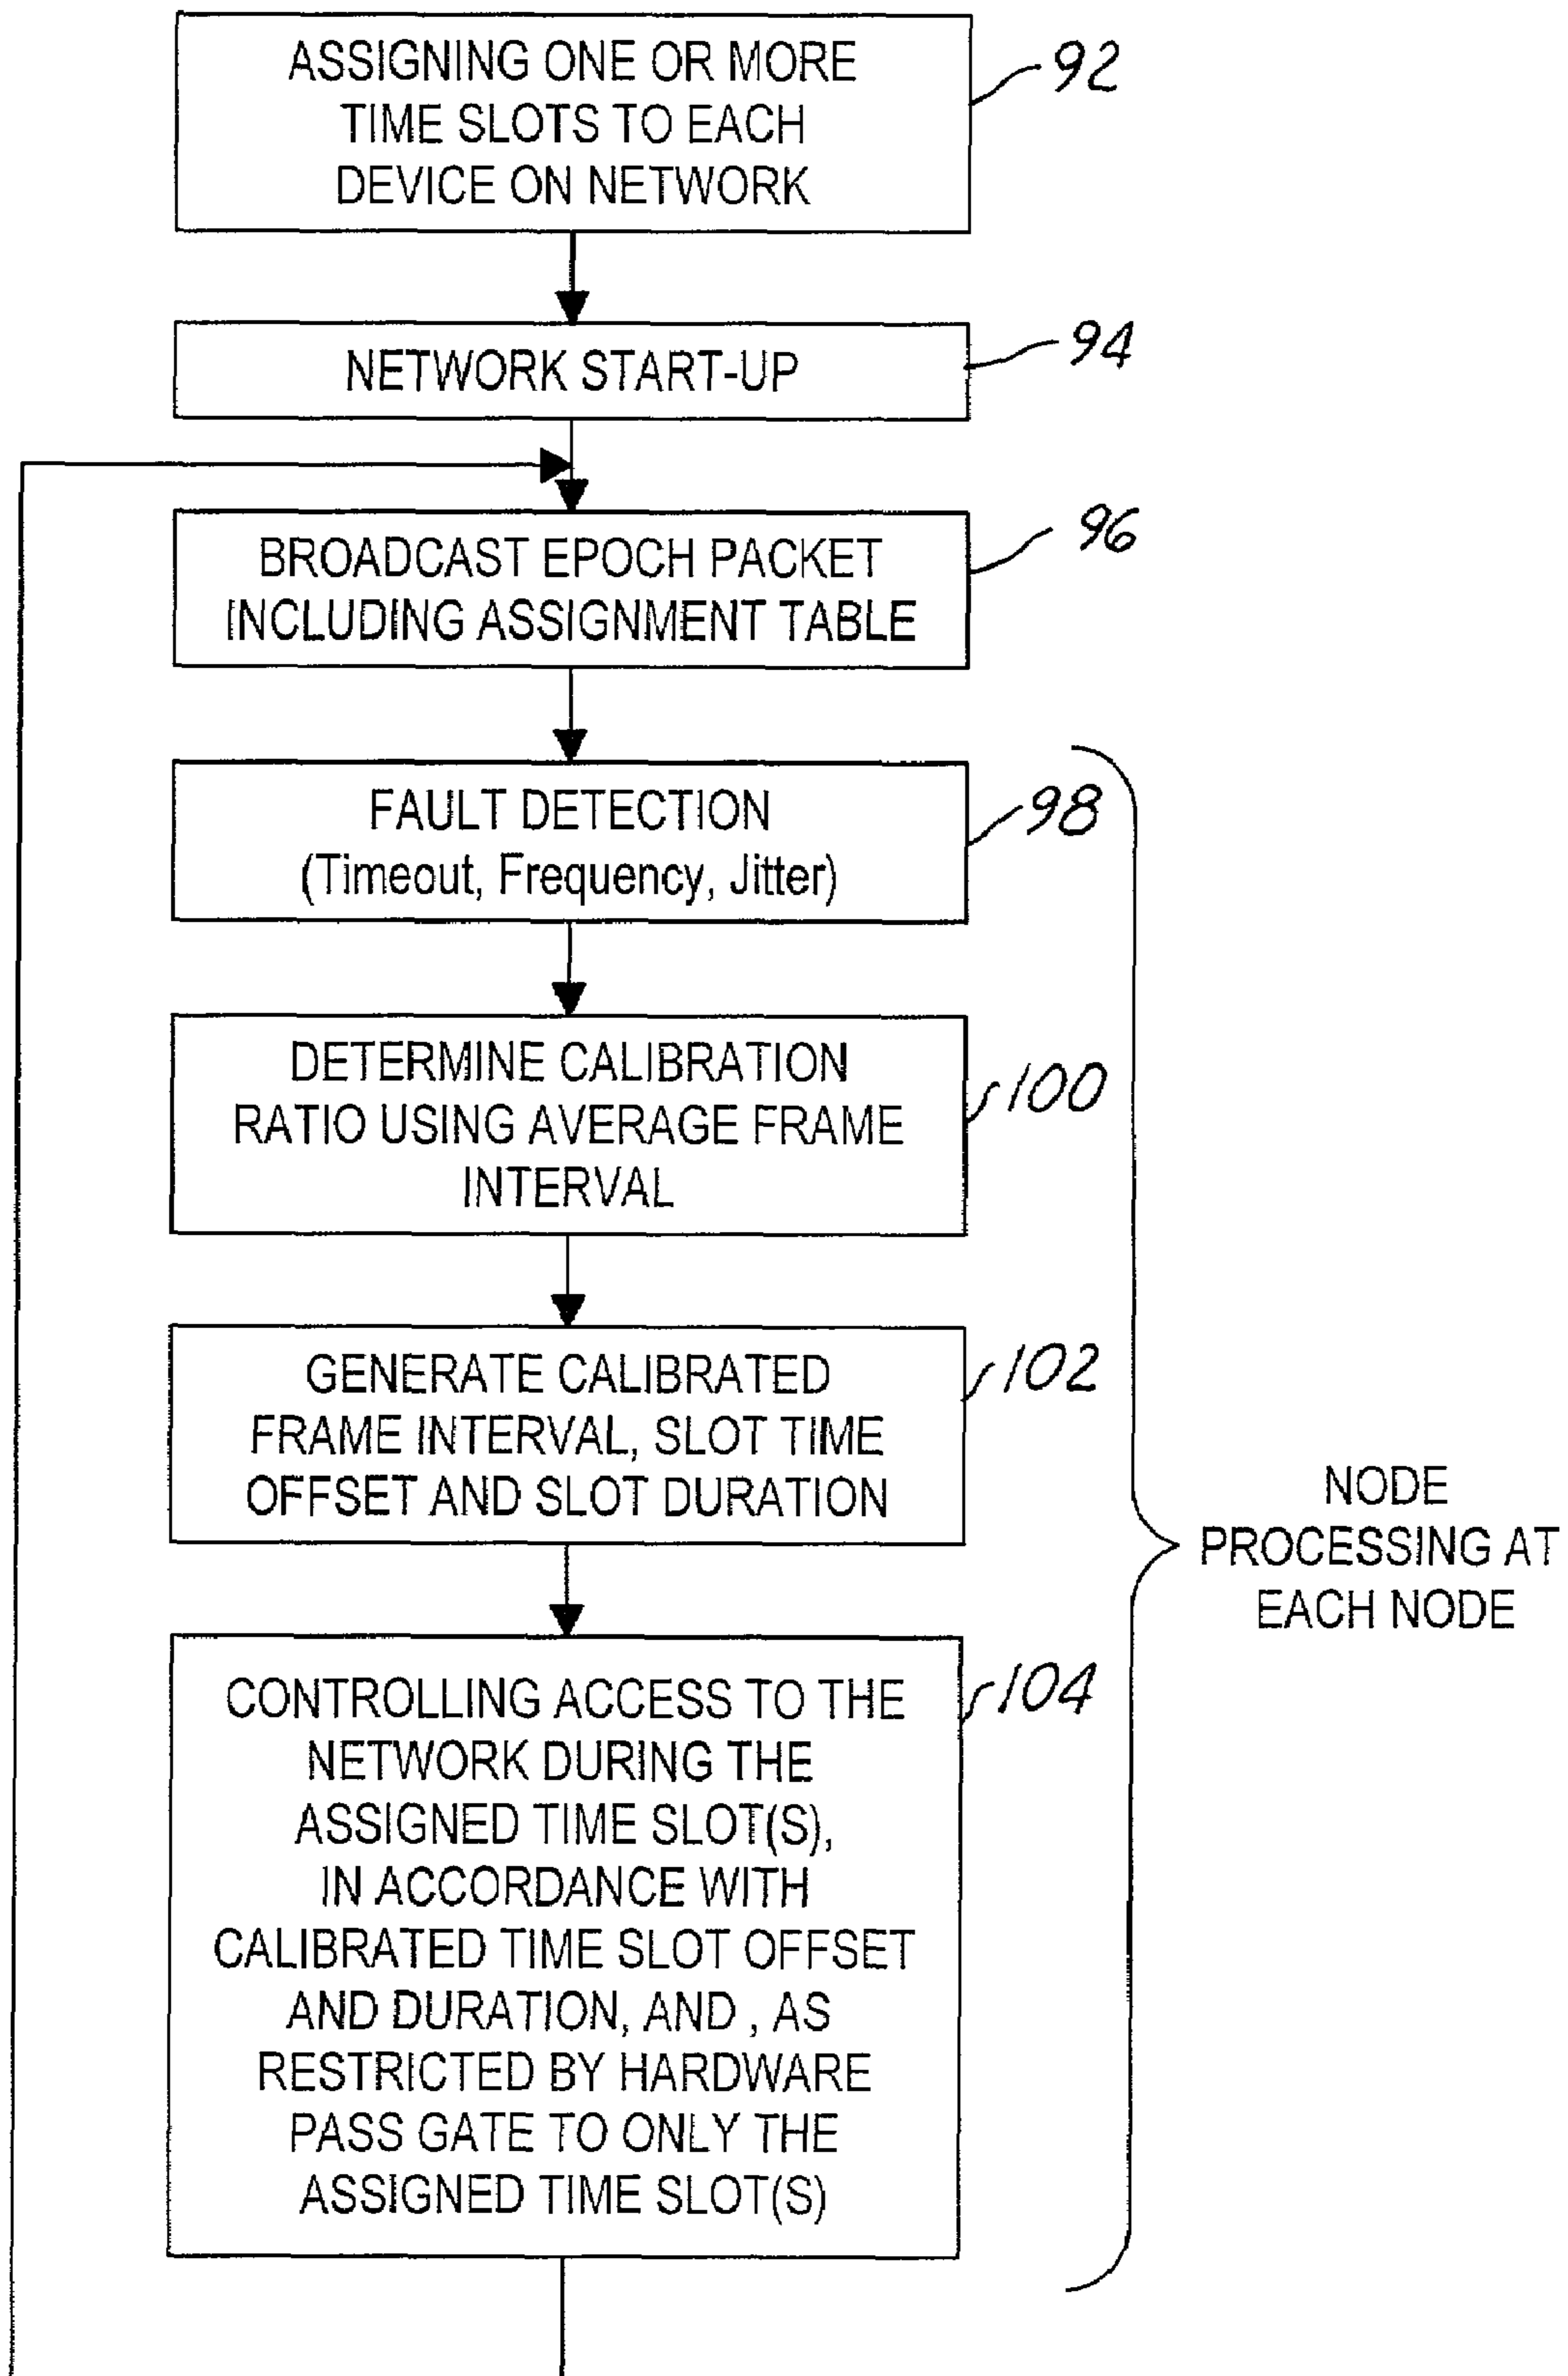 ASSIGNING ONE OR MORE
TIME SLOTS TO EACH
DEVICE ON NETWORK
92
NETWORK START-UP
94
BROADCAST EPOCH PACKET
INCLUDING ASSIGNMENT TABLE
96
FAULT DETECTION
(Timeout, Frequency, Jitter)
98
DETERMINE CALIBRATION
RATIO USING AVERAGE FRAME
INTERVAL
100
GENERATE CALIBRATED
FRAME INTERVAL, SLOT TIME
OFFSET AND SLOT DURATION
102
NODE
PROCESSING AT
EACH NODE
CONTROLLING ACCESS TO THE
NETWORK DURING THE
ASSIGNED TIME SLOT(S),
IN ACCORDANCE WITH
CALIBRATED TIME SLOT OFFSET
AND DURATION, AND , AS
RESTRICTED BY HARDWARE
PASS GATE TO ONLY THE
ASSIGNED TIME SLOT(S)
104